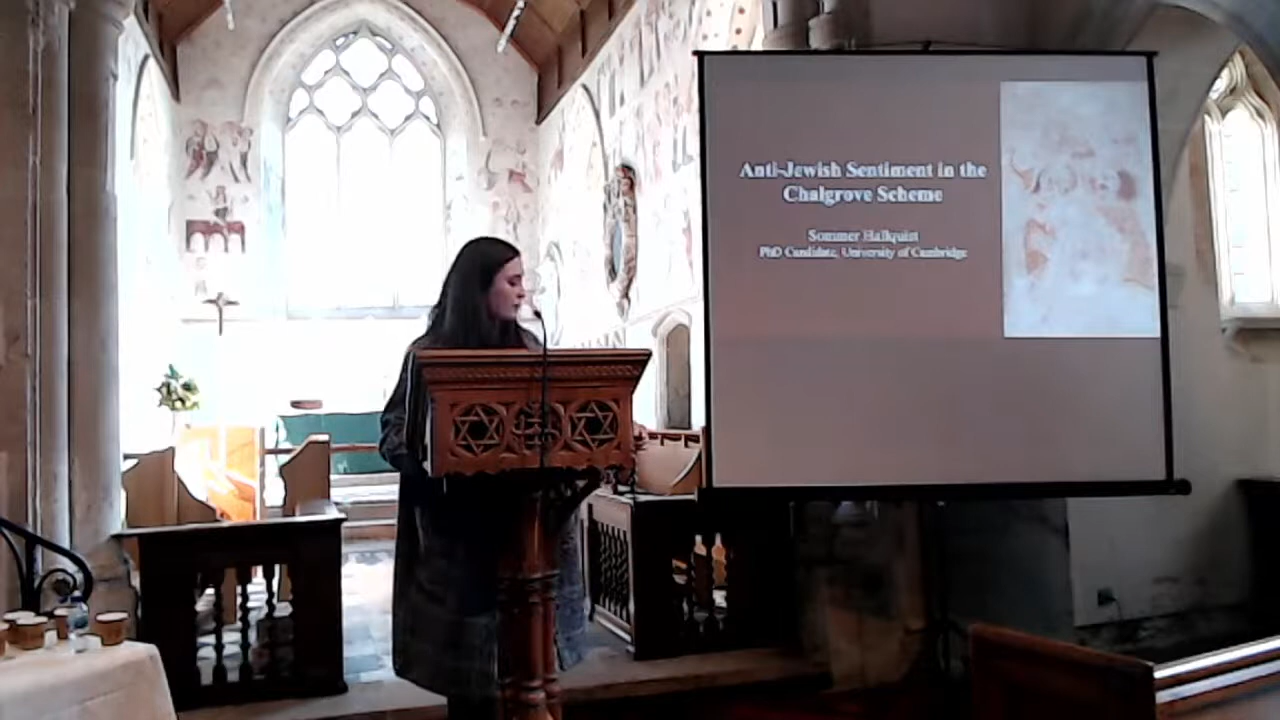 Anti-Jewish Sentiment in the
Chalgrove Scheme
Sommer Hallquist
PhD Candidate, University of Cambridge